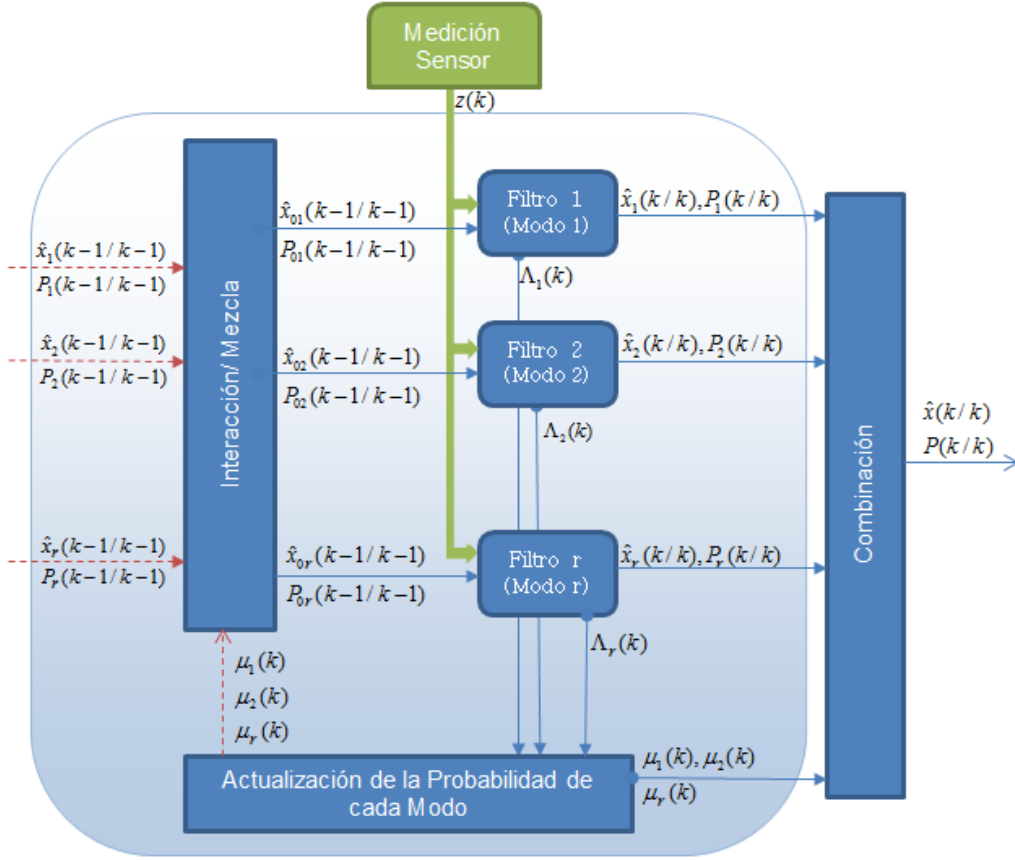 Medición
Sensor
z(k)
x̂₁(k−1/k−1)
P₁(k−1/k−1)
x̂₂(k−1/k−1)
P₂(k−1/k−1)
x̂ᵣ(k−1/k−1)
Pᵣ(k−1/k−1)
Interacción/ Mezcla
x̂₀₁(k−1/k−1)
P₀₁(k−1/k−1)
x̂₀₂(k−1/k−1)
P₀₂(k−1/k−1)
x̂₀ᵣ(k−1/k−1)
P₀ᵣ(k−1/k−1)
Filtro 1
(Modo 1)
Λ₁(k)
Filtro 2
(Modo 2)
Λ₂(k)
Filtro r
(Modo r)
Λᵣ(k)
x̂₁(k/k), P₁(k/k)
x̂₂(k/k), P₂(k/k)
x̂ᵣ(k/k), Pᵣ(k/k)
Combinación
x̂(k/k)
P(k/k)
μ₁(k)
μ₂(k)
μᵣ(k)
Actualización de la Probabilidad de
cada Modo
μ₁(k), μ₂(k)
μᵣ(k)